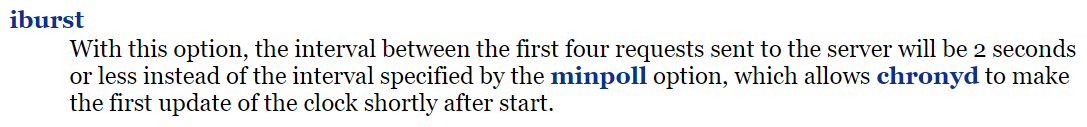 iburst
With this option, the interval between the first four requests sent to the server will be 2 seconds
or less instead of the interval specified by the minpoll option, which allows chronyd to make
the first update of the clock shortly after start.